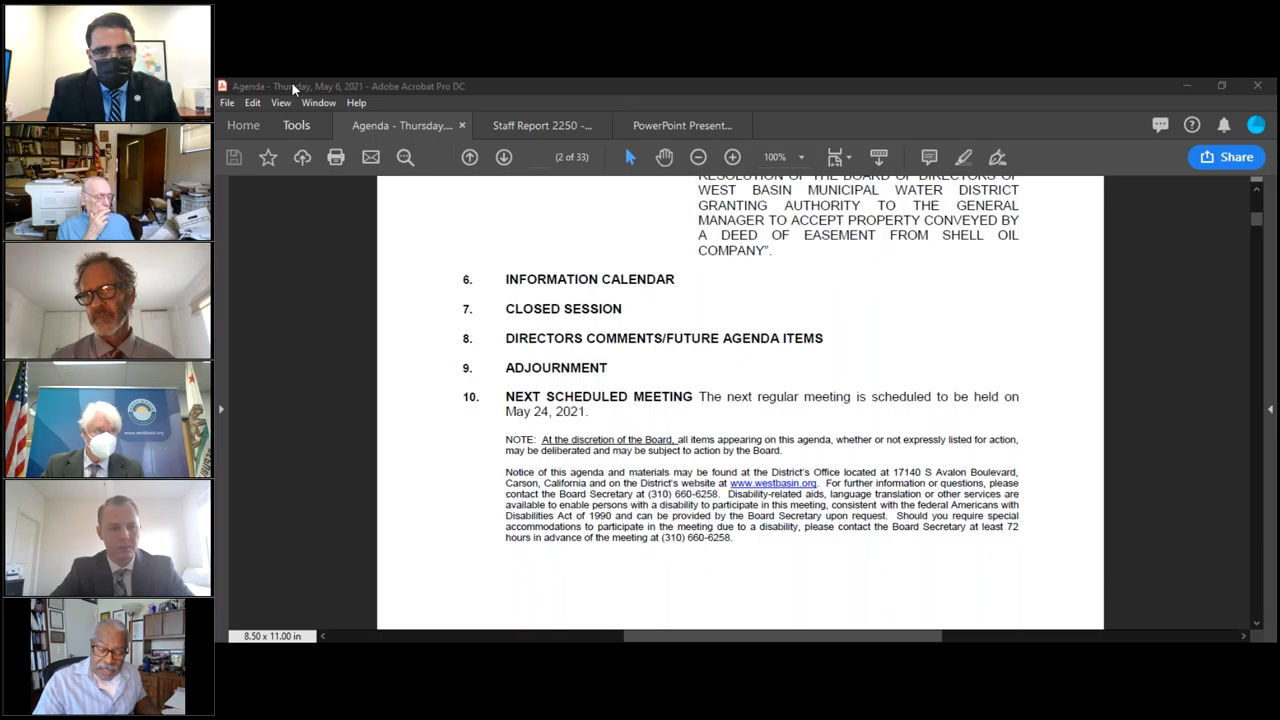 Agenda - Thursday, May 6, 2021 - Adobe Acrobat Pro DC
File Edit View Window Help
Home Tools Agenda - Thursday,... × Staff Report 2250 -... PowerPoint Present...
(2 of 33) 100% Share
RESOLUTION OF THE BOARD OF DIRECTORS OF
WEST BASIN MUNICIPAL WATER DISTRICT
GRANTING AUTHORITY TO THE GENERAL
MANAGER TO ACCEPT PROPERTY CONVEYED BY
A DEED OF EASEMENT FROM SHELL OIL
COMPANY”.
6. INFORMATION CALENDAR
7. CLOSED SESSION
8. DIRECTORS COMMENTS/FUTURE AGENDA ITEMS
9. ADJOURNMENT
10. NEXT SCHEDULED MEETING The next regular meeting is scheduled to be held on
May 24, 2021.
NOTE: At the discretion of the Board, all items appearing on this agenda, whether or not expressly listed for action,
may be deliberated and may be subject to action by the Board.
Notice of this agenda and materials may be found at the District's Office located at 17140 S Avalon Boulevard,
Carson, California and on the District's website at www.westbasin.org. For further information or questions, please
contact the Board Secretary at (310) 660-6258. Disability-related aids, language translation or other services are
available to enable persons with a disability to participate in this meeting, consistent with the federal Americans with
Disabilities Act of 1990 and can be provided by the Board Secretary upon request. Should you require special
accommodations to participate in the meeting due to a disability, please contact the Board Secretary at least 72
hours in advance of the meeting at (310) 660-6258.
8.50 x 11.00 in
www.westbasin.org